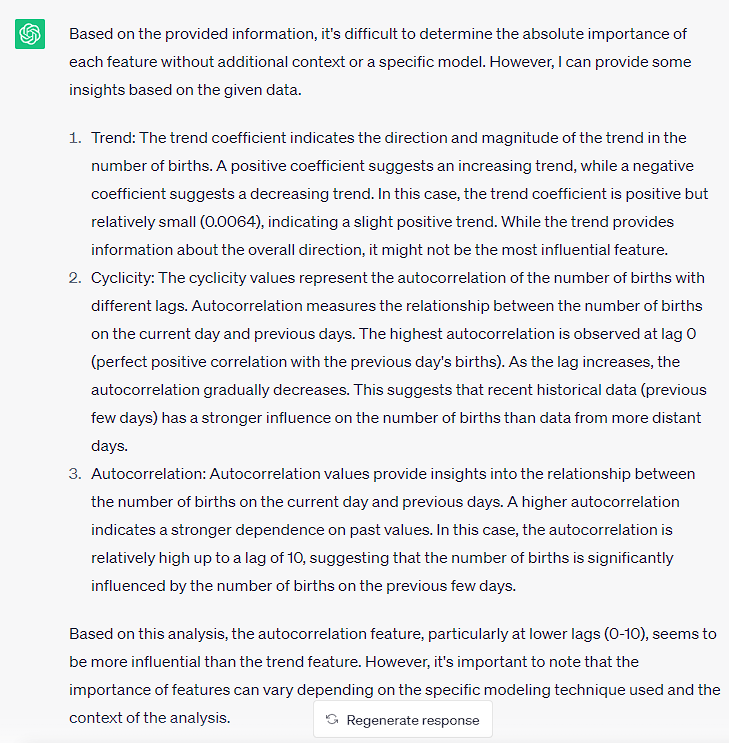 Based on the provided information, it's difficult to determine the absolute importance of
each feature without additional context or a specific model. However, I can provide some
insights based on the given data.
1. Trend: The trend coefficient indicates the direction and magnitude of the trend in the
number of births. A positive coefficient suggests an increasing trend, while a negative
coefficient suggests a decreasing trend. In this case, the trend coefficient is positive but
relatively small (0.0064), indicating a slight positive trend. While the trend provides
information about the overall direction, it might not be the most influential feature.
2. Cyclicity: The cyclicity values represent the autocorrelation of the number of births with
different lags. Autocorrelation measures the relationship between the number of births
on the current day and previous days. The highest autocorrelation is observed at lag 0
(perfect positive correlation with the previous day's births). As the lag increases, the
autocorrelation gradually decreases. This suggests that recent historical data (previous
few days) has a stronger influence on the number of births than data from more distant
days.
3. Autocorrelation: Autocorrelation values provide insights into the relationship between
the number of births on the current day and previous days. A higher autocorrelation
indicates a stronger dependence on past values. In this case, the autocorrelation is
relatively high up to a lag of 10, suggesting that the number of births is significantly
influenced by the number of births on the previous few days.
Based on this analysis, the autocorrelation feature, particularly at lower lags (0-10), seems to
be more influential than the trend feature. However, it's important to note that the
importance of features can vary depending on the specific modeling technique used and the
context of the analysis.
Regenerate response